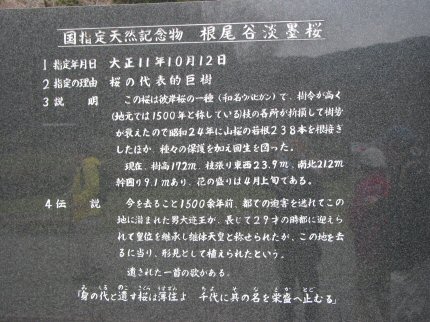 国指定天然記念物 根尾谷淡墨桜
1 指定年月日 大正11年10月12日
2 指定の理由 桜の代表的巨樹
3 説明 この桜は彼岸桜の一種(和名ウバヒガン)で、樹令が高く
(地元では1500年と称している)枝の各所が折損して樹勢
が衰えたので昭和24年に山桜の若根238本を根接ぎ
したほか、種々の保護を加え回生を図った。
現在、樹高17.2m、枝張り東西23.9m、南北21.2m
幹囲り9.1mあり、花の盛りは4月上旬である。
4 伝説 今を去ること1500余年前、都での迫害を逃れてこの
地に潜まれた男大迹王が、長じて29才の時都に迎えられ
て皇位を継承し継体天皇と称せられたが、この地を去
るに当り、形見として植えられたという。
遺された一首の歌がある。
「身の代と遺す桜は薄住よ 千代に其の名を栄盛へ止むる」